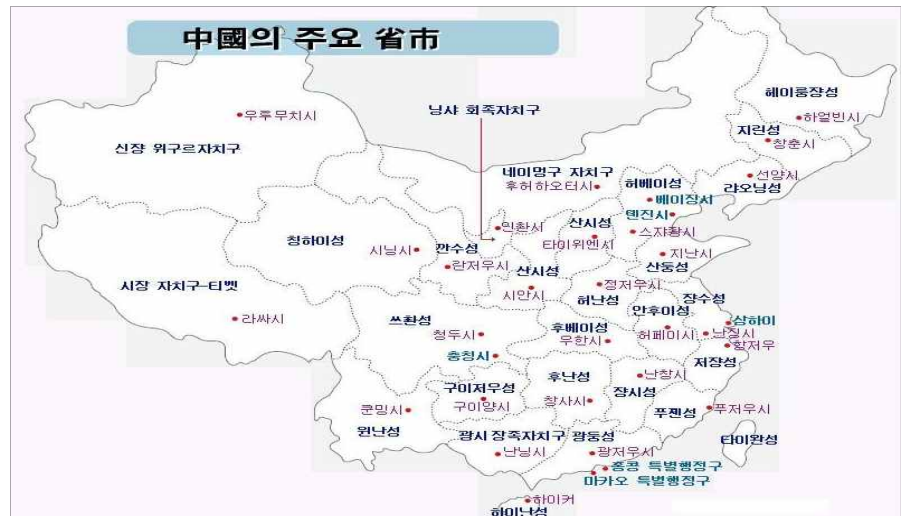 中國의 주요 省市
헤이룽쟝성
닝샤 회족자치구
하얼빈시
우루무치시
지린성
창춘시
신쟝 위구르자치구
네이멍구 자치구
후허하오터시
허베이성
선양시
랴오닝성
베이징시
톈진시
산시성
인촨시
스쟈좡시
칭하이성
타이위엔시
시닝시
깐수성
지난시
란저우시
산시성
산둥성
시장 자치구-티벳
시안시
정저우시
허난성
쟝수성
안후이성
라싸시
쓰촨성
상하이
후베이성
청두시
우한시
허페이시
난징시
항저우
충칭시
저쟝성
후난성
난창시
구이저우성
쟝시성
구이양시
창사시
쿤밍시
푸젠성
푸저우시
윈난성
광시 장족자치구
광둥성
타이완성
난닝시
광저우시
홍콩 특별행정구
마카오 특별행정구
하이커
하이난성